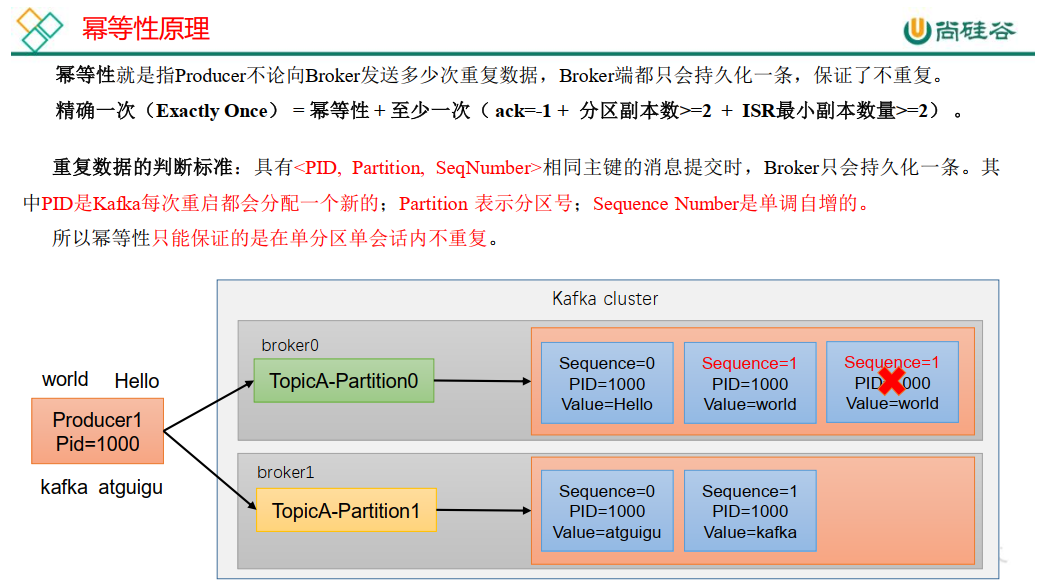 幂等性原理
尚硅谷
幂等性就是指Producer不论向Broker发送多少次重复数据，Broker端都只会持久化一条，保证了不重复。
精确一次（Exactly Once） = 幂等性 + 至少一次（ ack=-1 + 分区副本数>=2 + ISR最小副本数量>=2） 。
重复数据的判断标准：具有<PID, Partition, SeqNumber>相同主键的消息提交时，Broker只会持久化一条。其
中PID是Kafka每次重启都会分配一个新的；Partition 表示分区号；Sequence Number是单调自增的。
所以幂等性只能保证的是在单分区单会话内不重复。
Kafka cluster
broker0
world Hello
TopicA-Partition0
Sequence=0
PID=1000
Value=Hello
Sequence=1
PID=1000
Value=world
Sequence=1
PID=1000
Value=world
Producer1
Pid=1000
kafka atguigu
broker1
TopicA-Partition1
Sequence=0
PID=1000
Value=atguigu
Sequence=1
PID=1000
Value=kafka